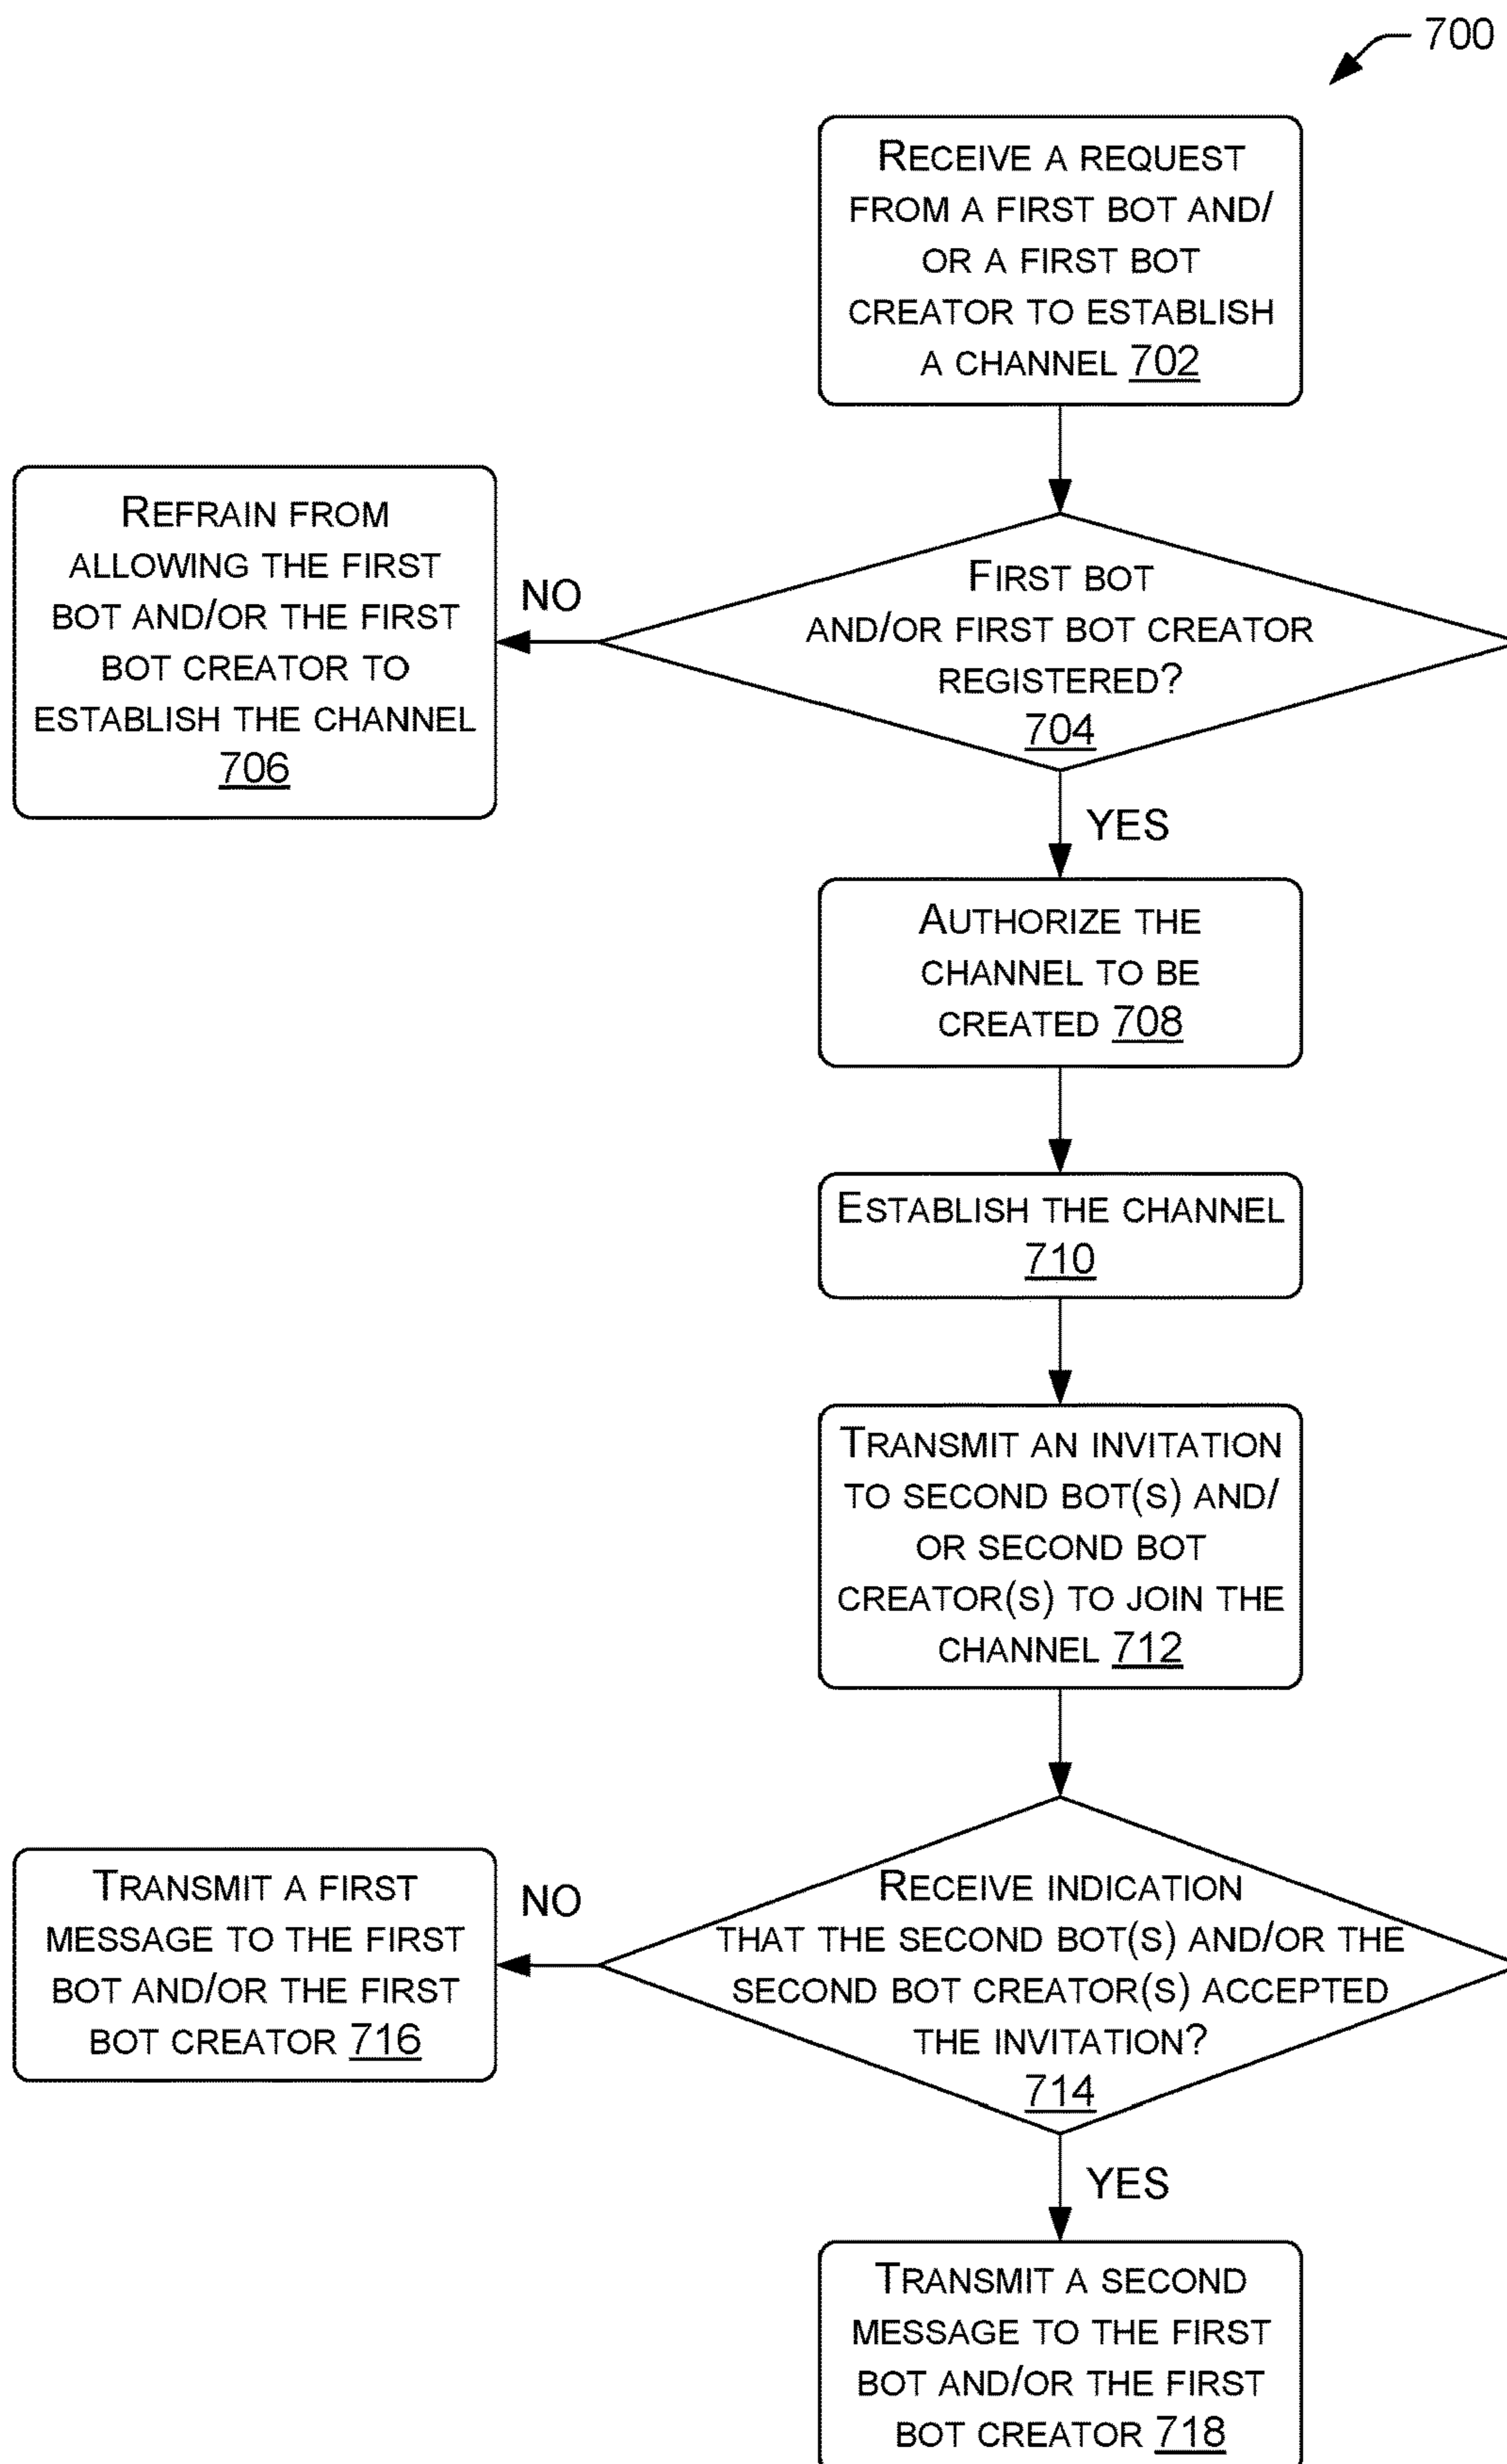 700
RECEIVE A REQUEST
FROM A FIRST BOT AND/
OR A FIRST BOT
CREATOR TO ESTABLISH
A CHANNEL 702
REFRAIN FROM
ALLOWING THE FIRST
BOT AND/OR THE FIRST
BOT CREATOR TO
ESTABLISH THE CHANNEL
706
NO
FIRST BOT
AND/OR FIRST BOT CREATOR
REGISTERED?
704
YES
AUTHORIZE THE
CHANNEL TO BE
CREATED 708
ESTABLISH THE CHANNEL
710
TRANSMIT AN INVITATION
TO SECOND BOT(S) AND/
OR SECOND BOT
CREATOR(S) TO JOIN THE
CHANNEL 712
TRANSMIT A FIRST
MESSAGE TO THE FIRST
BOT AND/OR THE FIRST
BOT CREATOR 716
NO
RECEIVE INDICATION
THAT THE SECOND BOT(S) AND/OR THE
SECOND BOT CREATOR(S) ACCEPTED
THE INVITATION?
714
YES
TRANSMIT A SECOND
MESSAGE TO THE FIRST
BOT AND/OR THE FIRST
BOT CREATOR 718